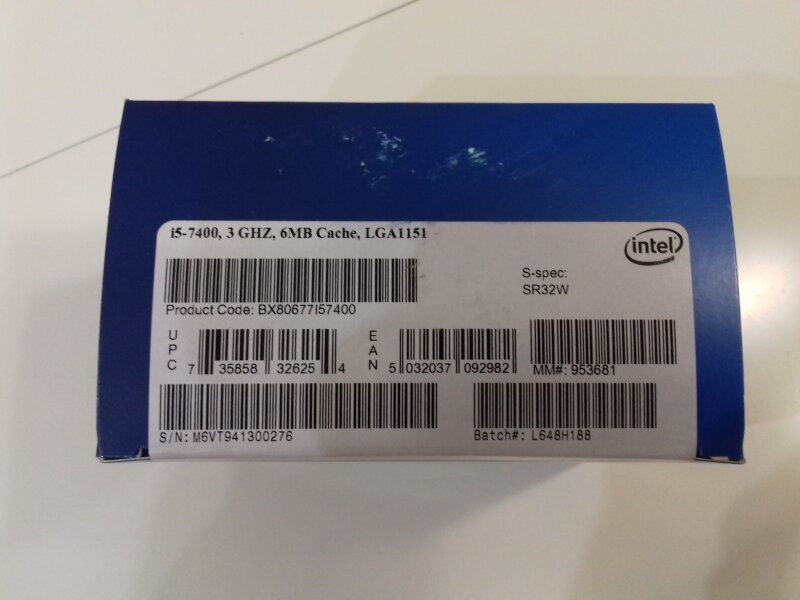 i5-7400, 3 GHZ, 6MB Cache, LGA1151
intel
S-spec:
SR32W
Product Code: BX80677I57400
UPC 7 35858 32625 4
EAN 5 032037 092982
MM#: 953681
S/N: M6VT941300276
Batch#: L648H188